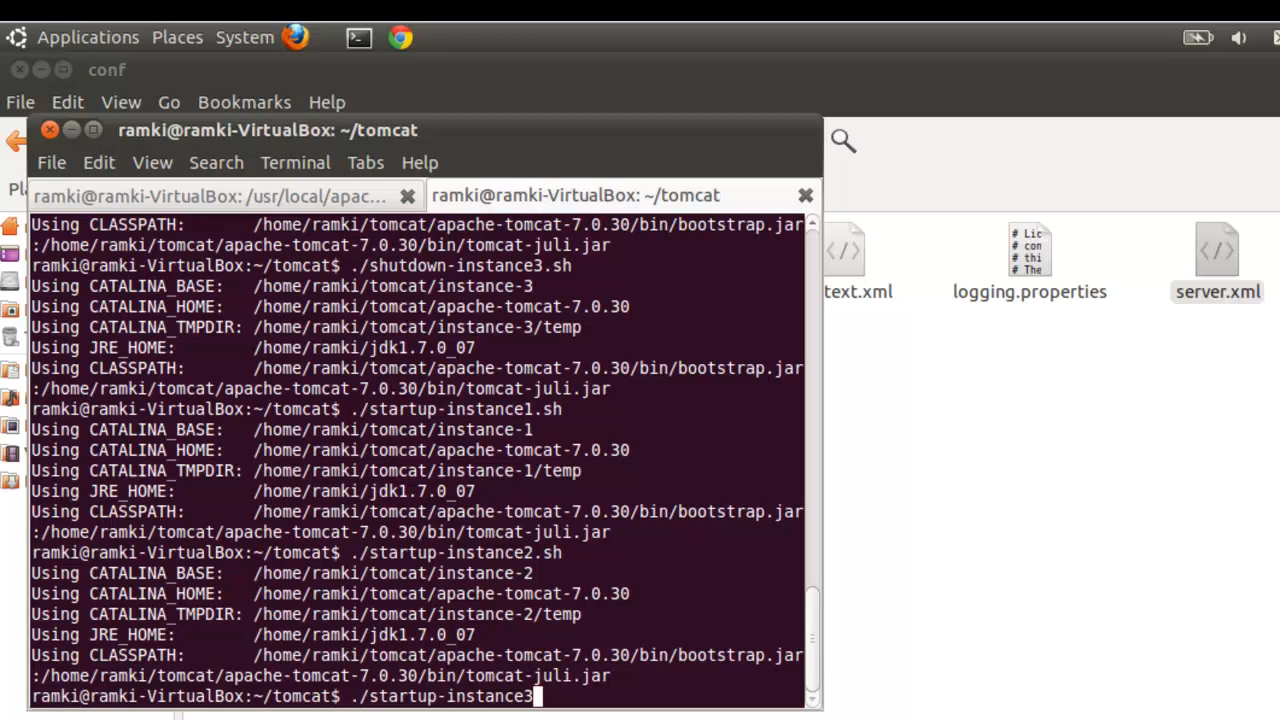 Applications Places System
conf
File Edit View Go Bookmarks Help
ramki@ramki-VirtualBox: ~/tomcat
File Edit View Search Terminal Tabs Help
ramki@ramki-VirtualBox: /usr/local/apac... ramki@ramki-VirtualBox: ~/tomcat
Using CLASSPATH: /home/ramki/tomcat/apache-tomcat-7.0.30/bin/bootstrap.jar
:/home/ramki/tomcat/apache-tomcat-7.0.30/bin/tomcat-juli.jar
ramki@ramki-VirtualBox:~/tomcat$ ./shutdown-instance3.sh
Using CATALINA_BASE: /home/ramki/tomcat/instance-3
Using CATALINA_HOME: /home/ramki/tomcat/apache-tomcat-7.0.30
Using CATALINA_TMPDIR: /home/ramki/tomcat/instance-3/temp
Using JRE_HOME: /home/ramki/jdk1.7.0_07
Using CLASSPATH: /home/ramki/tomcat/apache-tomcat-7.0.30/bin/bootstrap.jar
:/home/ramki/tomcat/apache-tomcat-7.0.30/bin/tomcat-juli.jar
ramki@ramki-VirtualBox:~/tomcat$ ./startup-instance1.sh
Using CATALINA_BASE: /home/ramki/tomcat/instance-1
Using CATALINA_HOME: /home/ramki/tomcat/apache-tomcat-7.0.30
Using CATALINA_TMPDIR: /home/ramki/tomcat/instance-1/temp
Using JRE_HOME: /home/ramki/jdk1.7.0_07
Using CLASSPATH: /home/ramki/tomcat/apache-tomcat-7.0.30/bin/bootstrap.jar
:/home/ramki/tomcat/apache-tomcat-7.0.30/bin/tomcat-juli.jar
ramki@ramki-VirtualBox:~/tomcat$ ./startup-instance2.sh
Using CATALINA_BASE: /home/ramki/tomcat/instance-2
Using CATALINA_HOME: /home/ramki/tomcat/apache-tomcat-7.0.30
Using CATALINA_TMPDIR: /home/ramki/tomcat/instance-2/temp
Using JRE_HOME: /home/ramki/jdk1.7.0_07
Using CLASSPATH: /home/ramki/tomcat/apache-tomcat-7.0.30/bin/bootstrap.jar
:/home/ramki/tomcat/apache-tomcat-7.0.30/bin/tomcat-juli.jar
ramki@ramki-VirtualBox:~/tomcat$ ./startup-instance3
Pl
# Lic
# con
# thi
# The
text.xml logging.properties server.xml